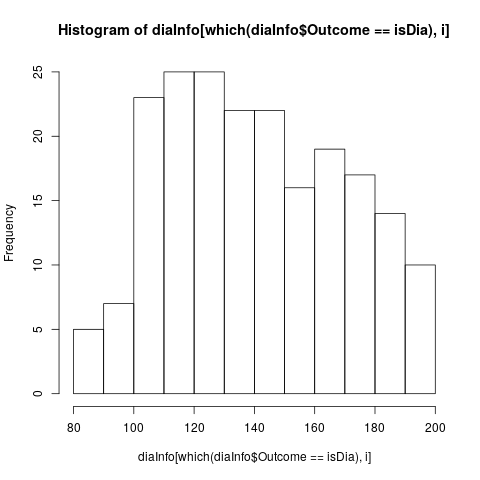 Histogram of diaInfo[which(diaInfo$Outcome == isDia), i]
Frequency
25
20
15
10
5
0
80 100 120 140 160 180 200
diaInfo[which(diaInfo$Outcome == isDia), i]